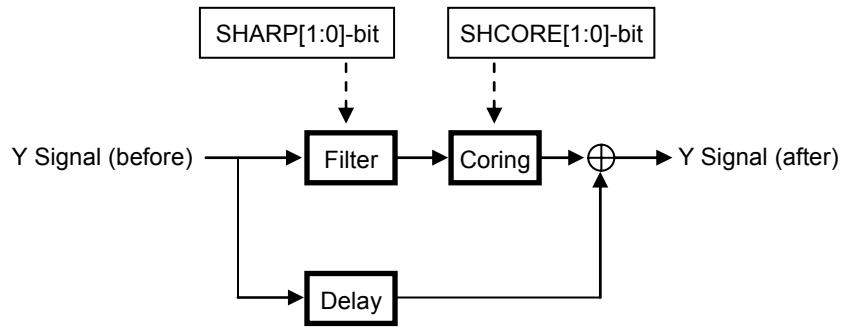 SHARP[1:0]-bit
SHCORE[1:0]-bit
Y Signal (before)
Filter
Coring
Y Signal (after)
Delay